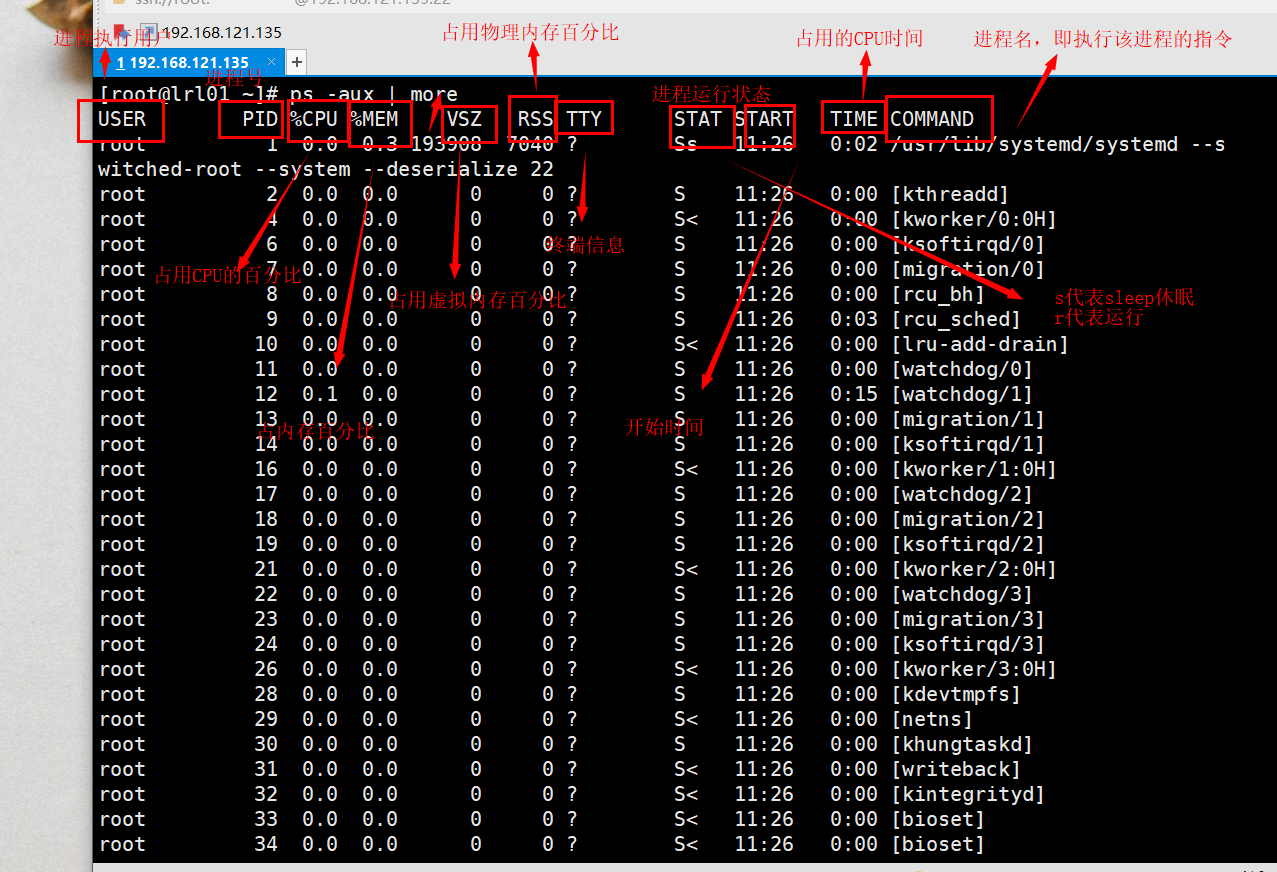 192.168.121.135
进程执行用户
占用物理内存百分比
占用的CPU时间
进程名，即执行该进程的指令
1 192.168.121.135 × +
进程号
[root@lrl01 ~]# ps -aux | more
进程运行状态
USER PID %CPU %MEM VSZ RSS TTY STAT START TIME COMMAND
root 1 0.0 0.3 193908 7040 ? Ss 11:26 0:02 /usr/lib/systemd/systemd --s
witched-root --system --deserialize 22
root 2 0.0 0.0 0 0 ? S 11:26 0:00 [kthreadd]
root 4 0.0 0.0 0 0 ? S< 11:26 0:00 [kworker/0:0H]
root 6 0.0 0.0 0 0 ? S 11:26 0:00 [ksoftirqd/0]
终端信息
root 7 0.0 0.0 0 0 ? S 11:26 0:00 [migration/0]
占用CPU的百分比
root 8 0.0 0.0 0 0 ? S 11:26 0:00 [rcu_bh]
占用虚拟内存百分比
s代表sleep休眠
r代表运行
root 9 0.0 0.0 0 0 ? S 11:26 0:03 [rcu_sched]
root 10 0.0 0.0 0 0 ? S< 11:26 0:00 [lru-add-drain]
root 11 0.0 0.0 0 0 ? S 11:26 0:00 [watchdog/0]
root 12 0.1 0.0 0 0 ? S 11:26 0:15 [watchdog/1]
root 13 0.0 0.0 0 0 ? S 11:26 0:00 [migration/1]
占内存百分比
开始时间
root 14 0.0 0.0 0 0 ? S 11:26 0:00 [ksoftirqd/1]
root 16 0.0 0.0 0 0 ? S< 11:26 0:00 [kworker/1:0H]
root 17 0.0 0.0 0 0 ? S 11:26 0:00 [watchdog/2]
root 18 0.0 0.0 0 0 ? S 11:26 0:00 [migration/2]
root 19 0.0 0.0 0 0 ? S 11:26 0:00 [ksoftirqd/2]
root 21 0.0 0.0 0 0 ? S< 11:26 0:00 [kworker/2:0H]
root 22 0.0 0.0 0 0 ? S 11:26 0:00 [watchdog/3]
root 23 0.0 0.0 0 0 ? S 11:26 0:00 [migration/3]
root 24 0.0 0.0 0 0 ? S 11:26 0:00 [ksoftirqd/3]
root 26 0.0 0.0 0 0 ? S< 11:26 0:00 [kworker/3:0H]
root 28 0.0 0.0 0 0 ? S 11:26 0:00 [kdevtmpfs]
root 29 0.0 0.0 0 0 ? S< 11:26 0:00 [netns]
root 30 0.0 0.0 0 0 ? S 11:26 0:00 [khungtaskd]
root 31 0.0 0.0 0 0 ? S< 11:26 0:00 [writeback]
root 32 0.0 0.0 0 0 ? S< 11:26 0:00 [kintegrityd]
root 33 0.0 0.0 0 0 ? S< 11:26 0:00 [bioset]
root 34 0.0 0.0 0 0 ? S< 11:26 0:00 [bioset]